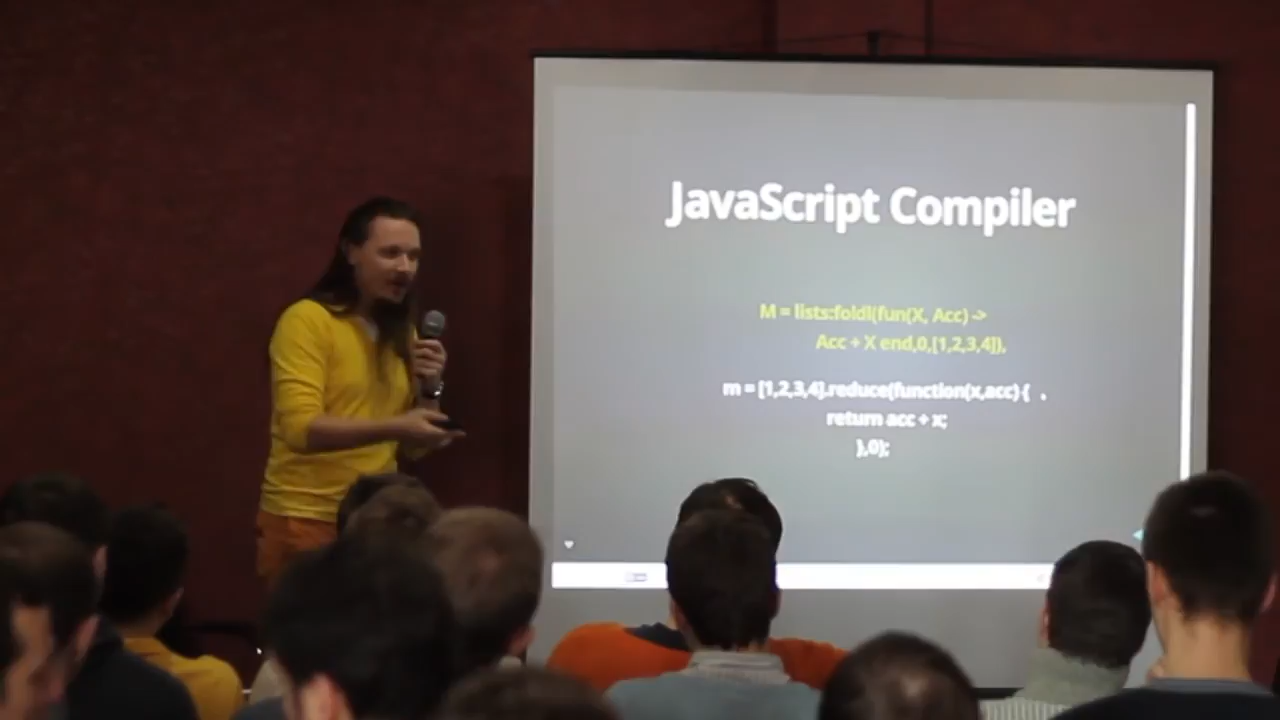 JavaScript Compiler
M = lists:foldl(fun(X, Acc) ->
Acc + X end,0,[1,2,3,4]),
m = [1,2,3,4].reduce(function(x,acc) {
return acc + x;
},0);